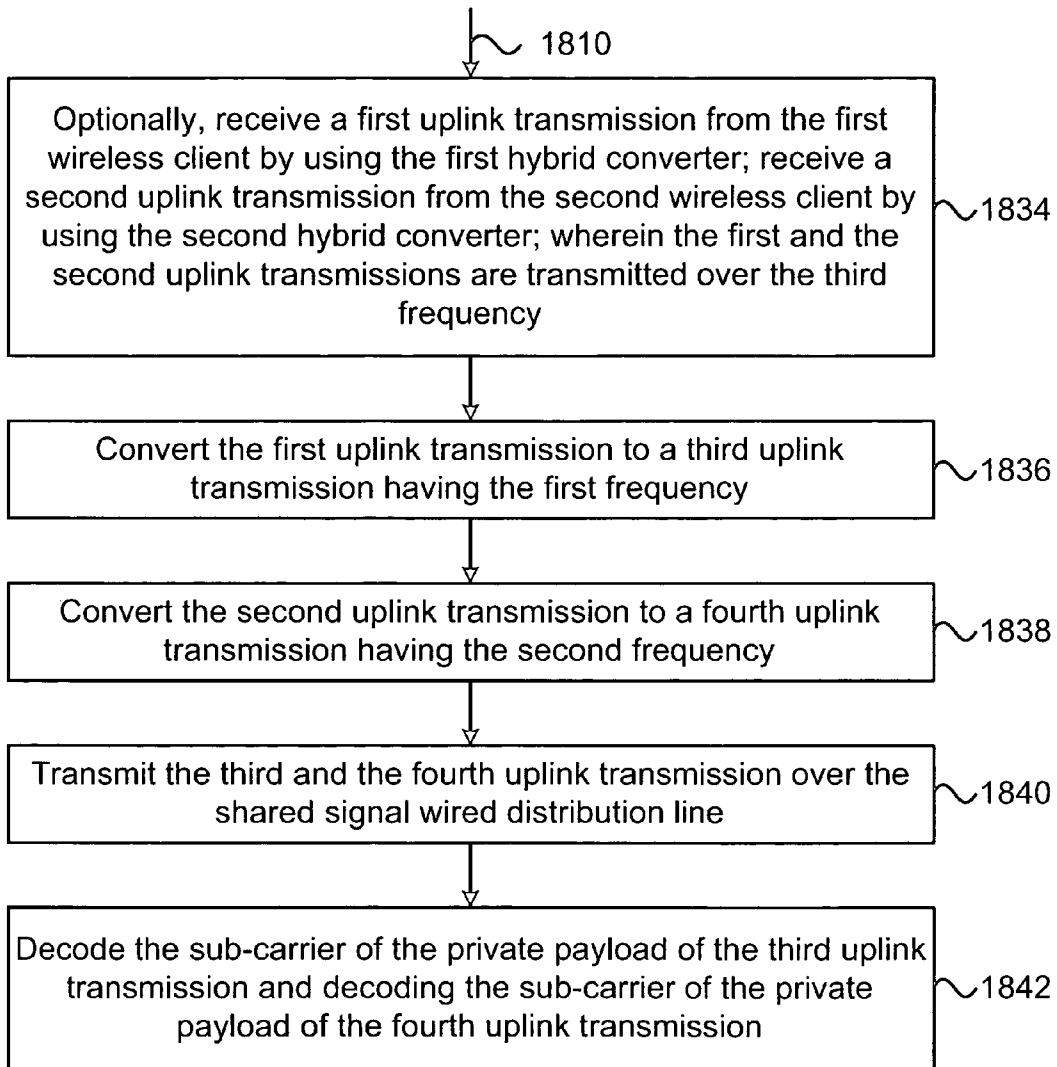 1810
Optionally, receive a first uplink transmission from the first
wireless client by using the first hybrid converter; receive a
second uplink transmission from the second wireless client by
using the second hybrid converter; wherein the first and the
second uplink transmissions are transmitted over the third
frequency
1834
Convert the first uplink transmission to a third uplink
transmission having the first frequency
1836
Convert the second uplink transmission to a fourth uplink
transmission having the second frequency
1838
Transmit the third and the fourth uplink transmission over the
shared signal wired distribution line
1840
Decode the sub-carrier of the private payload of the third uplink
transmission and decoding the sub-carrier of the private
payload of the fourth uplink transmission
1842